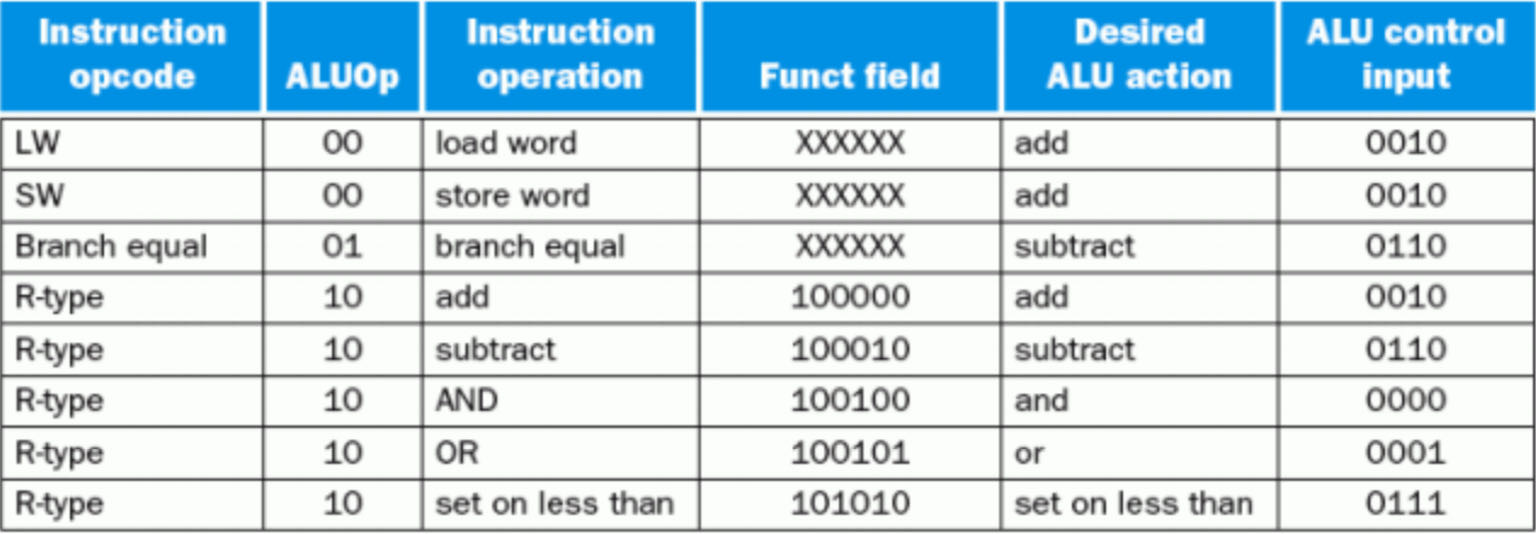 Instruction opcode | ALUOp | Instruction operation | Funct field | Desired ALU action | ALU control input
LW | 00 | load word | XXXXXX | add | 0010
SW | 00 | store word | XXXXXX | add | 0010
Branch equal | 01 | branch equal | XXXXXX | subtract | 0110
R-type | 10 | add | 100000 | add | 0010
R-type | 10 | subtract | 100010 | subtract | 0110
R-type | 10 | AND | 100100 | and | 0000
R-type | 10 | OR | 100101 | or | 0001
R-type | 10 | set on less than | 101010 | set on less than | 0111